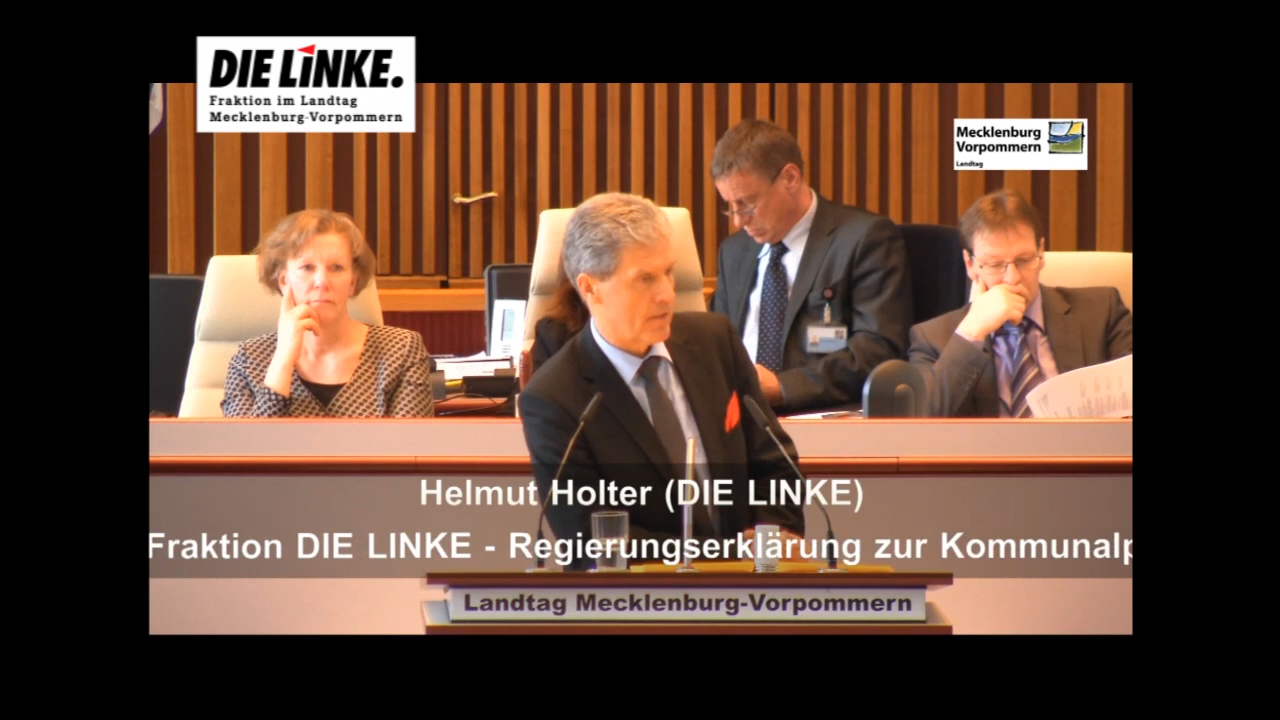 DIE LINKE.
Fraktion im Landtag
Mecklenburg-Vorpommern
Mecklenburg
Vorpommern
Landtag
Helmut Holter (DIE LINKE)
Fraktion DIE LINKE - Regierungserklärung zur Kommunalp
Landtag Mecklenburg-Vorpommern